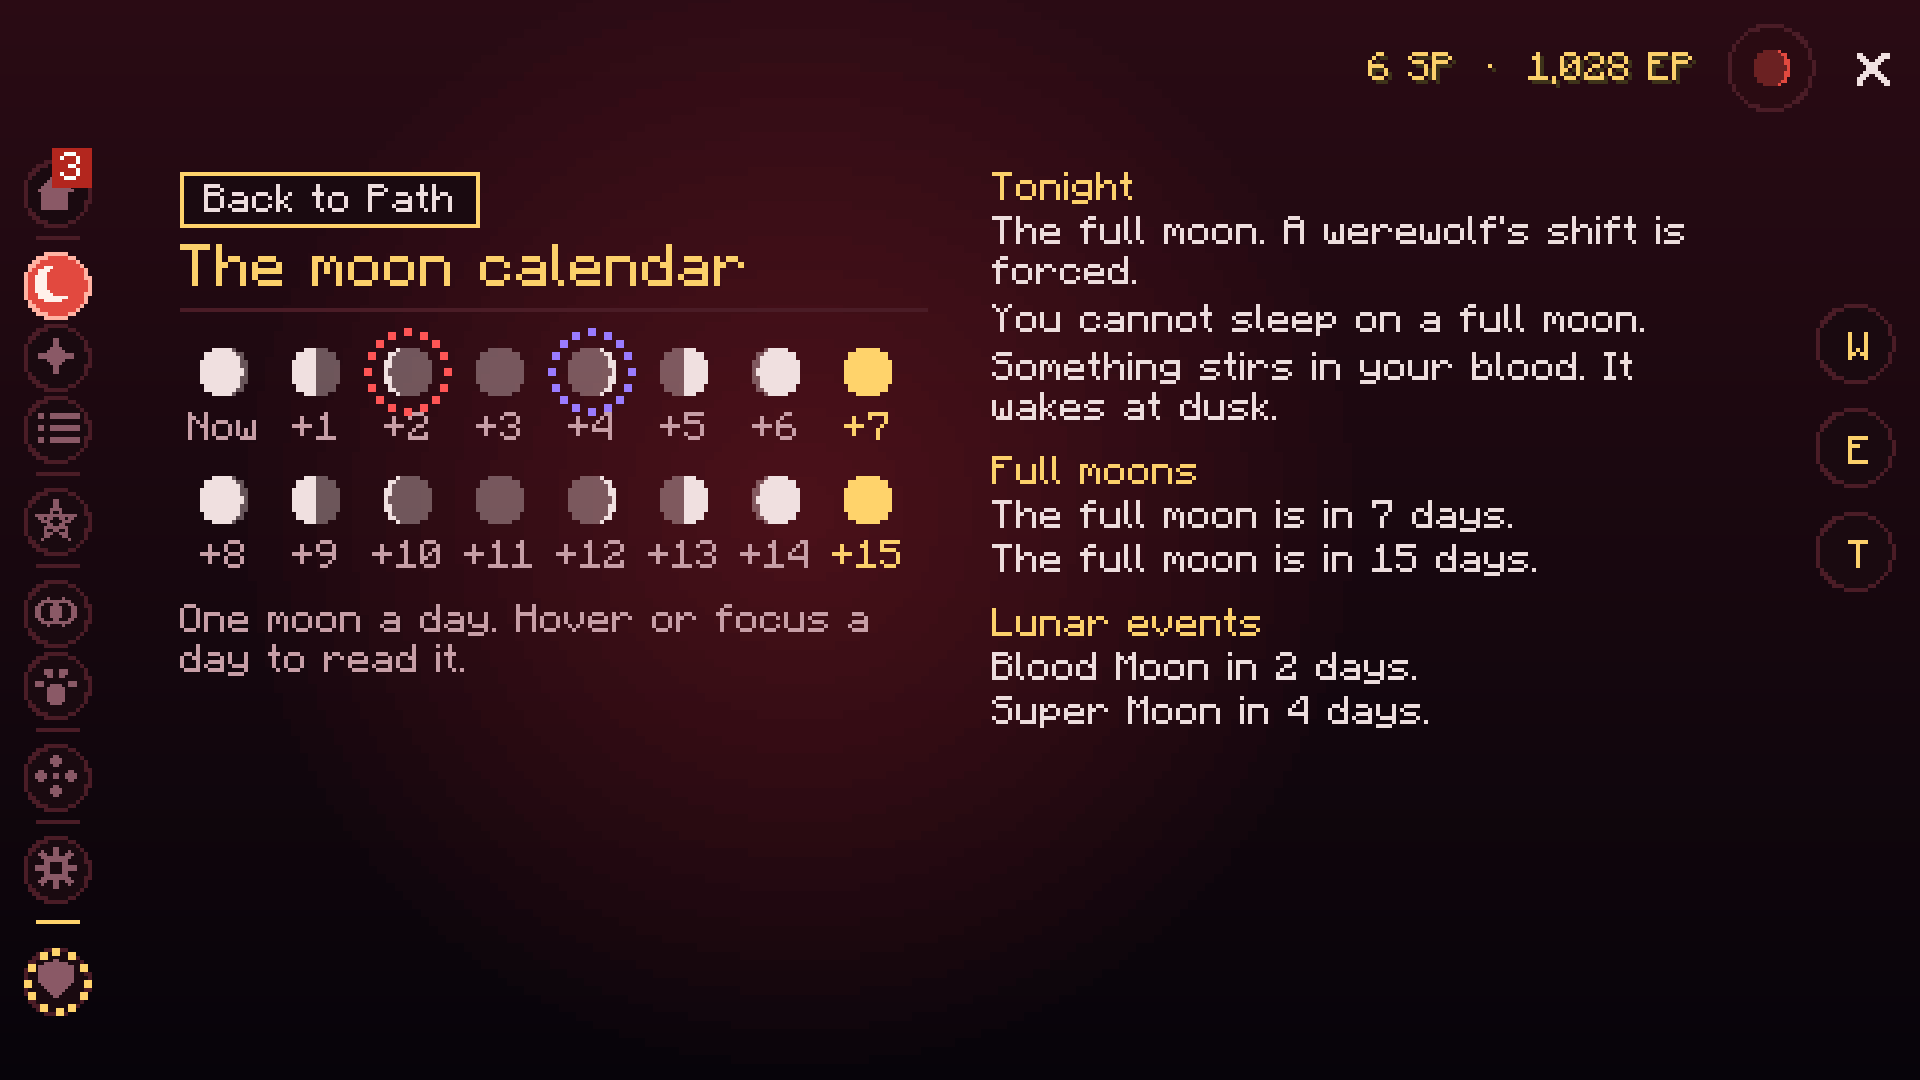 6 SP · 1,028 EP
3
Back to Path
The moon calendar
Now +1 +2 +3 +4 +5 +6 +7
+8 +9 +10 +11 +12 +13 +14 +15
One moon a day. Hover or focus a
day to read it.
Tonight
The full moon. A werewolf's shift is
forced.
You cannot sleep on a full moon.
Something stirs in your blood. It
wakes at dusk.
Full moons
The full moon is in 7 days.
The full moon is in 15 days.
Lunar events
Blood Moon in 2 days.
Super Moon in 4 days.
W
E
T